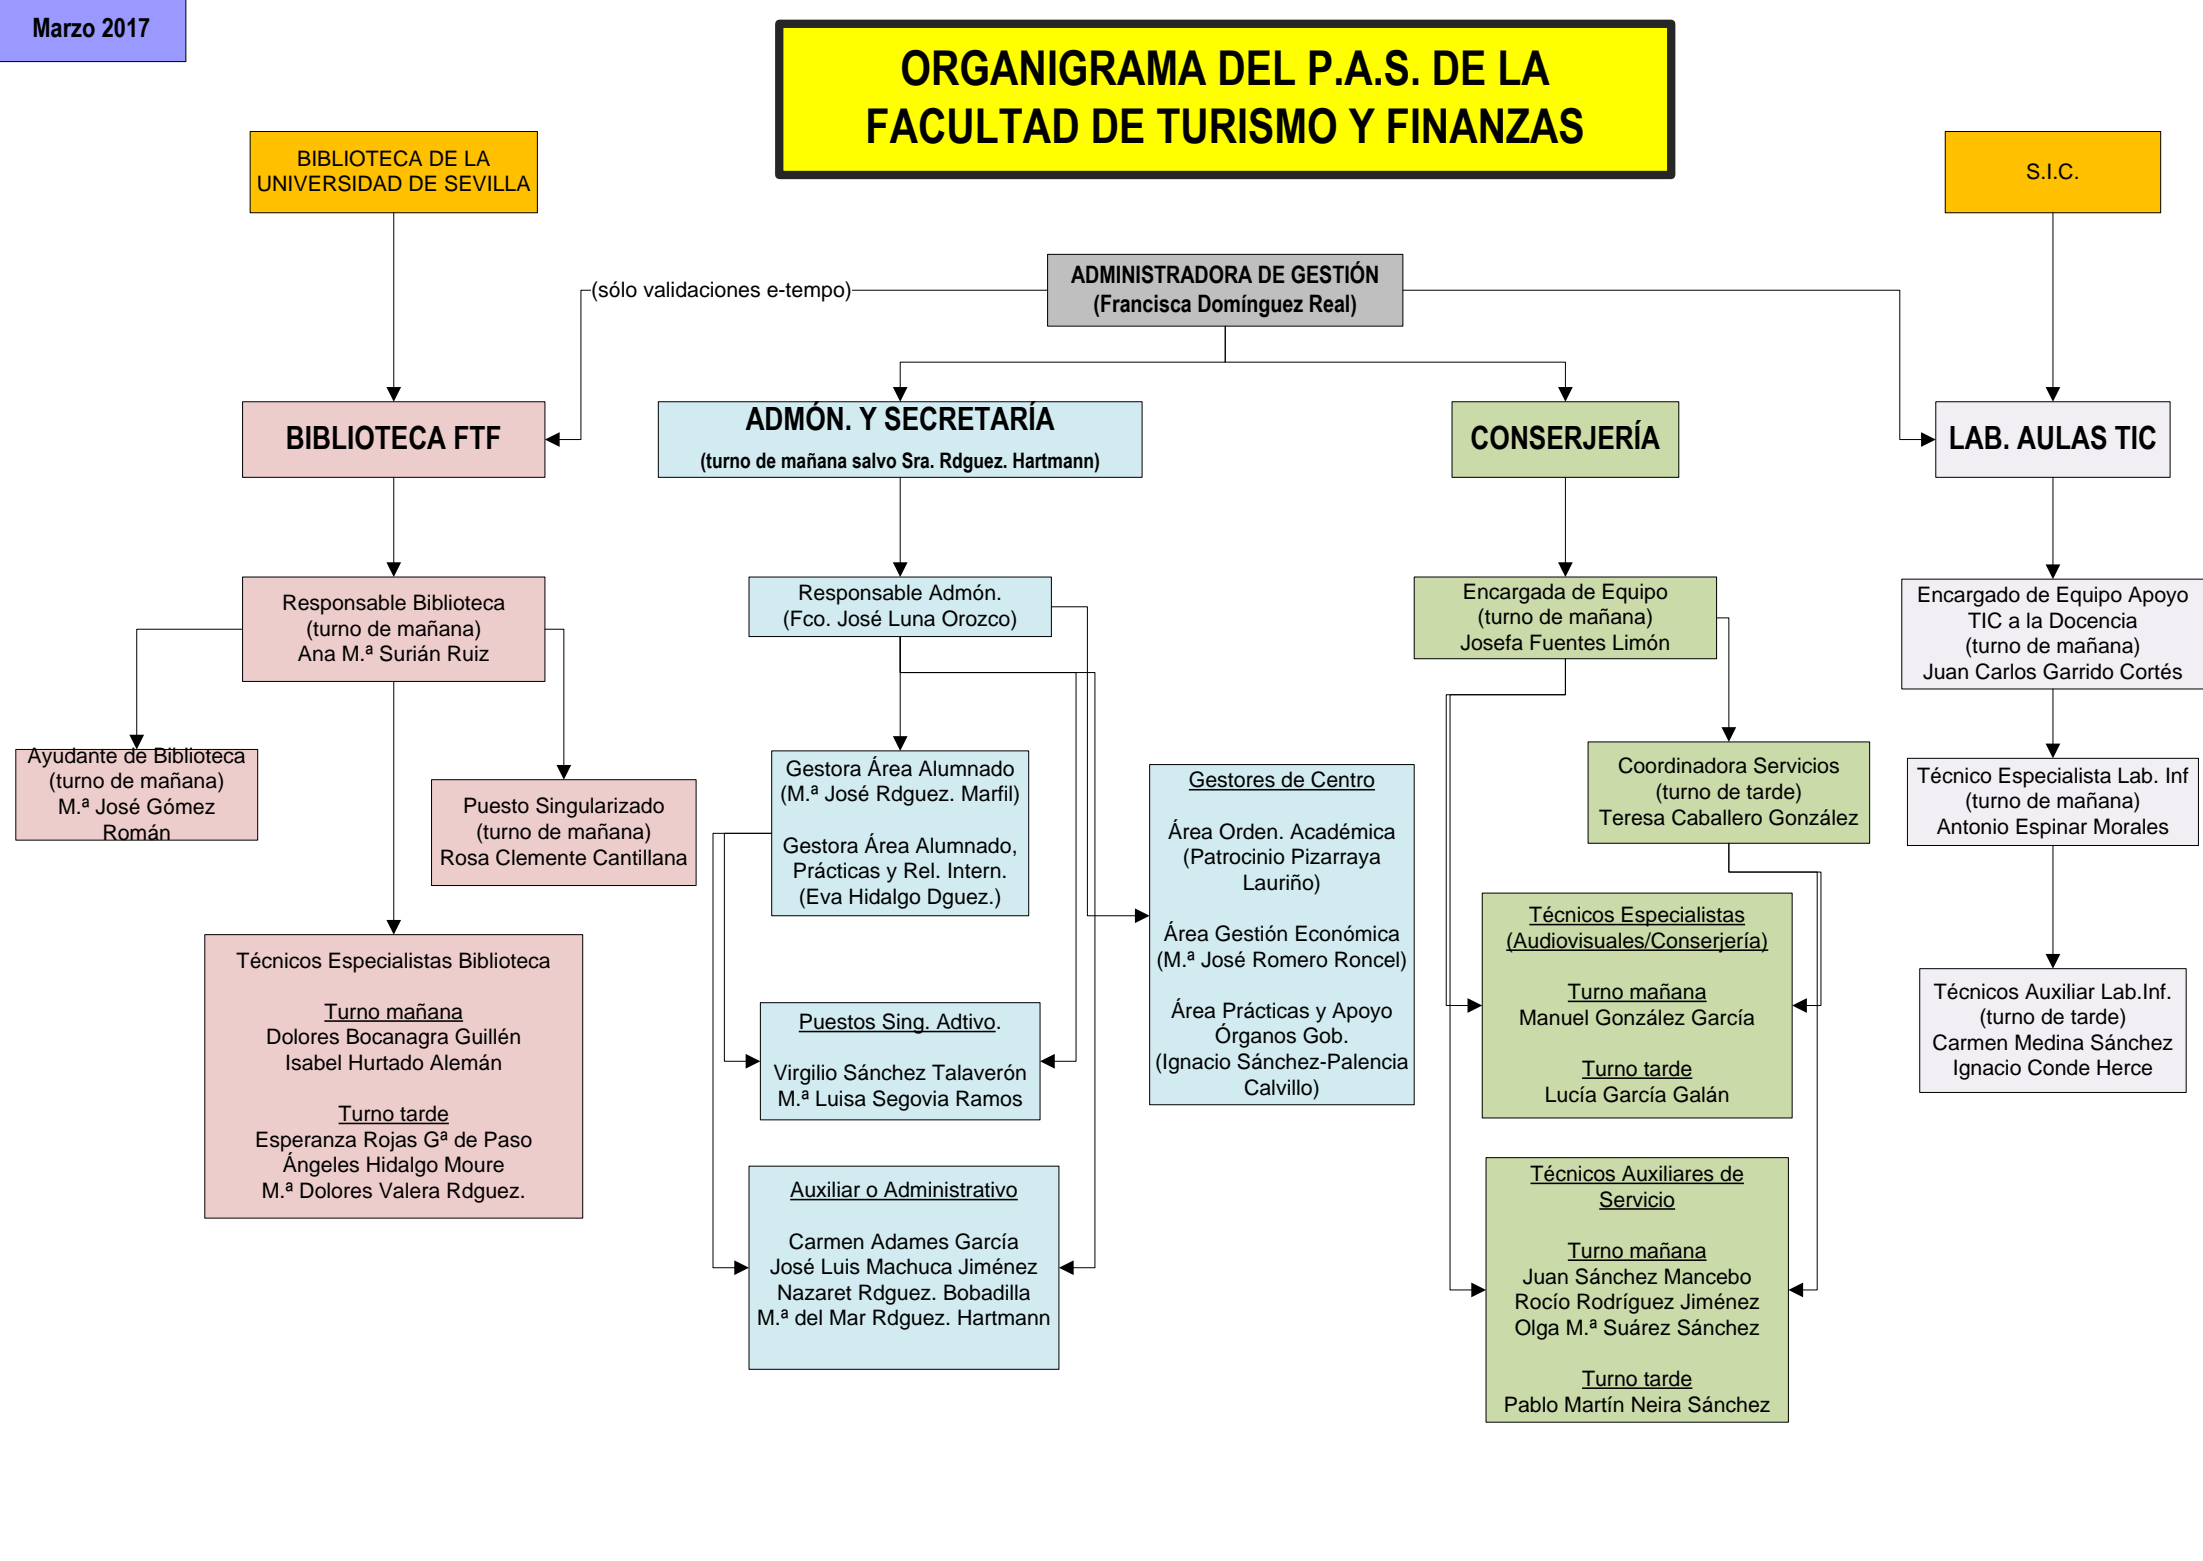 Marzo 2017
ORGANIGRAMA DEL P.A.S. DE LA
FACULTAD DE TURISMO Y FINANZAS
BIBLIOTECA DE LA
UNIVERSIDAD DE SEVILLA
S.I.C.
ADMINISTRADORA DE GESTIÓN
(Francisca Domínguez Real)
(sólo validaciones e-tempo)
BIBLIOTECA FTF
ADMÓN. Y SECRETARÍA
(turno de mañana salvo Sra. Rdguez. Hartmann)
CONSERJERÍA
LAB. AULAS TIC
Responsable Biblioteca
(turno de mañana)
Ana M.ª Surián Ruiz
Responsable Admón.
(Fco. José Luna Orozco)
Encargada de Equipo
(turno de mañana)
Josefa Fuentes Limón
Encargado de Equipo Apoyo
TIC a la Docencia
(turno de mañana)
Juan Carlos Garrido Cortés
Ayudante de Biblioteca
(turno de mañana)
M.ª José Gómez
Román
Puesto Singularizado
(turno de mañana)
Rosa Clemente Cantillana
Gestora Área Alumnado
(M.ª José Rdguez. Marfil)
Gestora Área Alumnado,
Prácticas y Rel. Intern.
(Eva Hidalgo Dguez.)
Gestores de Centro
Área Orden. Académica
(Patrocinio Pizarraya
Lauriño)
Área Gestión Económica
(M.ª José Romero Roncel)
Área Prácticas y Apoyo
Órganos Gob.
(Ignacio Sánchez-Palencia
Calvillo)
Coordinadora Servicios
(turno de tarde)
Teresa Caballero González
Técnico Especialista Lab. Inf
(turno de mañana)
Antonio Espinar Morales
Técnicos Especialistas Biblioteca
Turno mañana
Dolores Bocanagra Guillén
Isabel Hurtado Alemán
Turno tarde
Esperanza Rojas Gª de Paso
Ángeles Hidalgo Moure
M.ª Dolores Valera Rdguez.
Puestos Sing. Adtivo.
Virgilio Sánchez Talaverón
M.ª Luisa Segovia Ramos
Técnicos Especialistas
(Audiovisuales/Conserjería)
Turno mañana
Manuel González García
Turno tarde
Lucía García Galán
Técnicos Auxiliar Lab.Inf.
(turno de tarde)
Carmen Medina Sánchez
Ignacio Conde Herce
Auxiliar o Administrativo
Carmen Adames García
José Luis Machuca Jiménez
Nazaret Rdguez. Bobadilla
M.ª del Mar Rdguez. Hartmann
Técnicos Auxiliares de
Servicio
Turno mañana
Juan Sánchez Mancebo
Rocío Rodríguez Jiménez
Olga M.ª Suárez Sánchez
Turno tarde
Pablo Martín Neira Sánchez